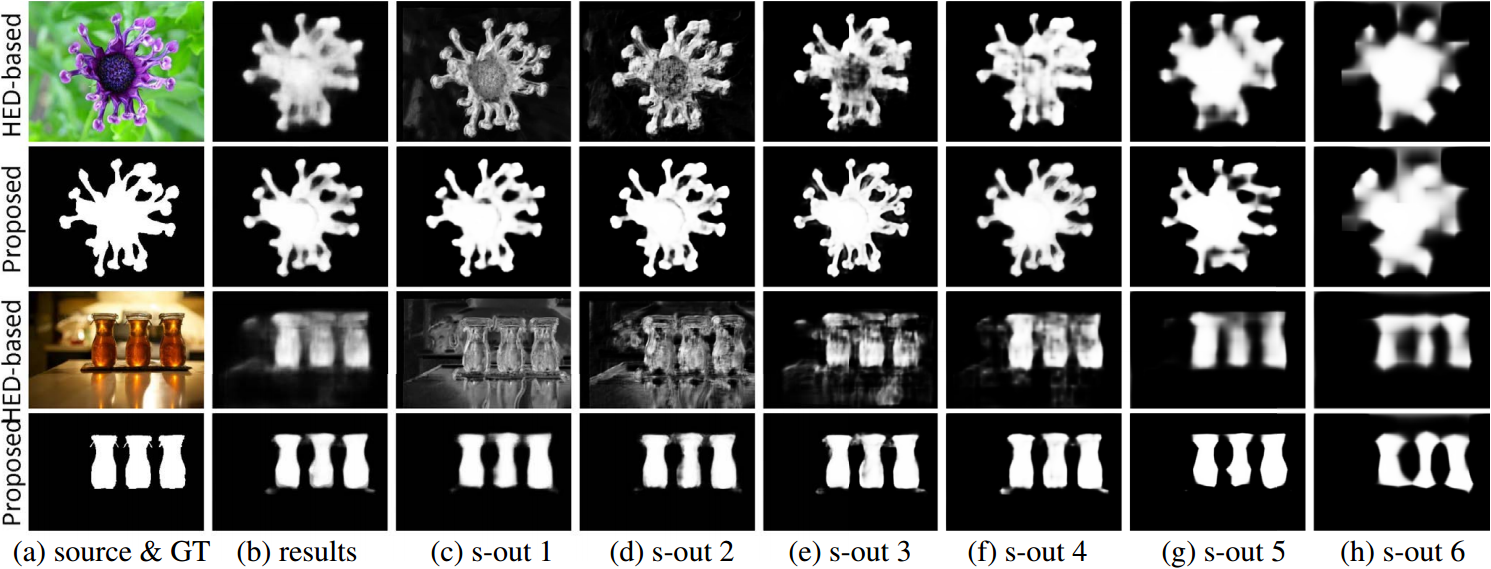 HED-based
Proposed
HED-based
Proposed
(a) source & GT (b) results (c) s-out 1 (d) s-out 2 (e) s-out 3 (f) s-out 4 (g) s-out 5 (h) s-out 6